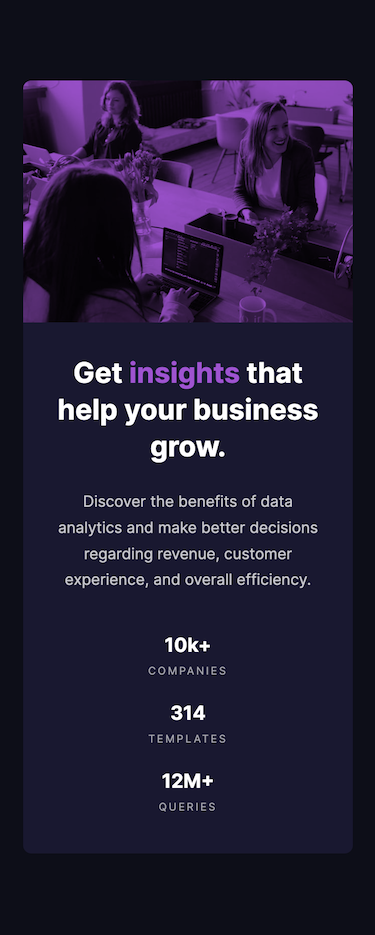 Get insights that
help your business
grow.
Discover the benefits of data
analytics and make better decisions
regarding revenue, customer
experience, and overall efficiency.
10k+
COMPANIES
314
TEMPLATES
12M+
QUERIES